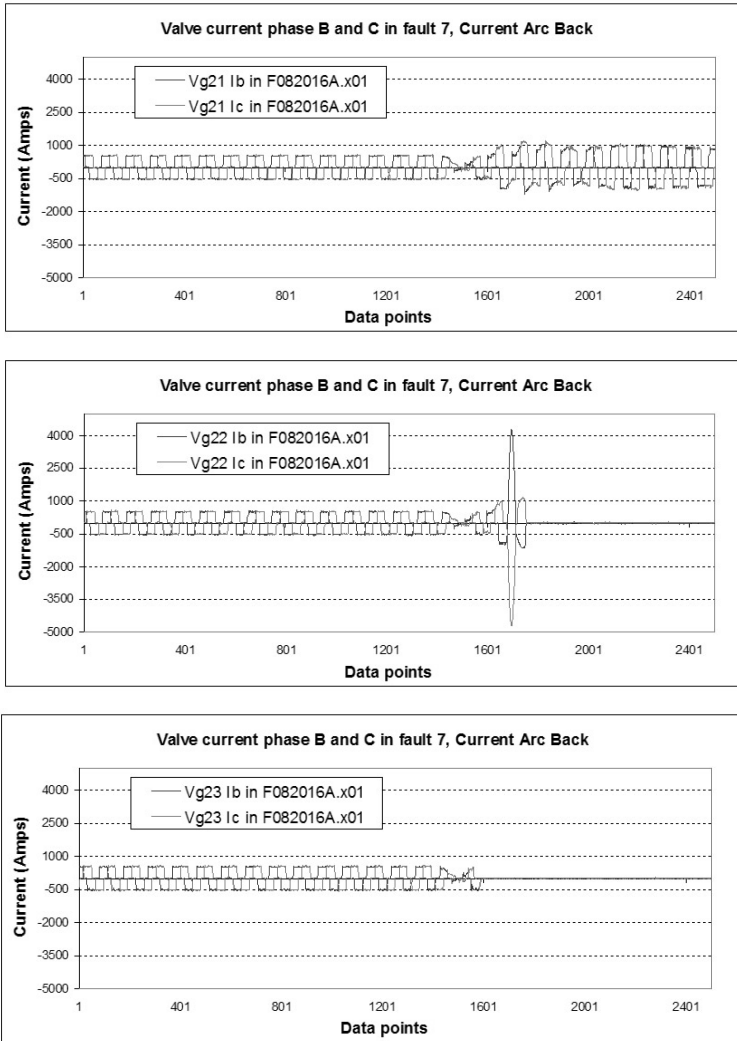 Valve current phase B and C in fault 7, Current Arc Back
Vg21 Ib in F082016A.x01
Vg21 Ic in F082016A.x01
Current (Amps)
4000
2500
1000
-500
-2000
-3500
-5000
1 401 801 1201 1601 2001 2401
Data points
Valve current phase B and C in fault 7, Current Arc Back
Vg22 Ib in F082016A.x01
Vg22 Ic in F082016A.x01
Current (Amps)
4000
2500
1000
-500
-2000
-3500
-5000
1 401 801 1201 1601 2001 2401
Data points
Valve current phase B and C in fault 7, Current Arc Back
Vg23 Ib in F082016A.x01
Vg23 Ic in F082016A.x01
Current (Amps)
4000
2500
1000
-500
-2000
-3500
-5000
1 401 801 1201 1601 2001 2401
Data points